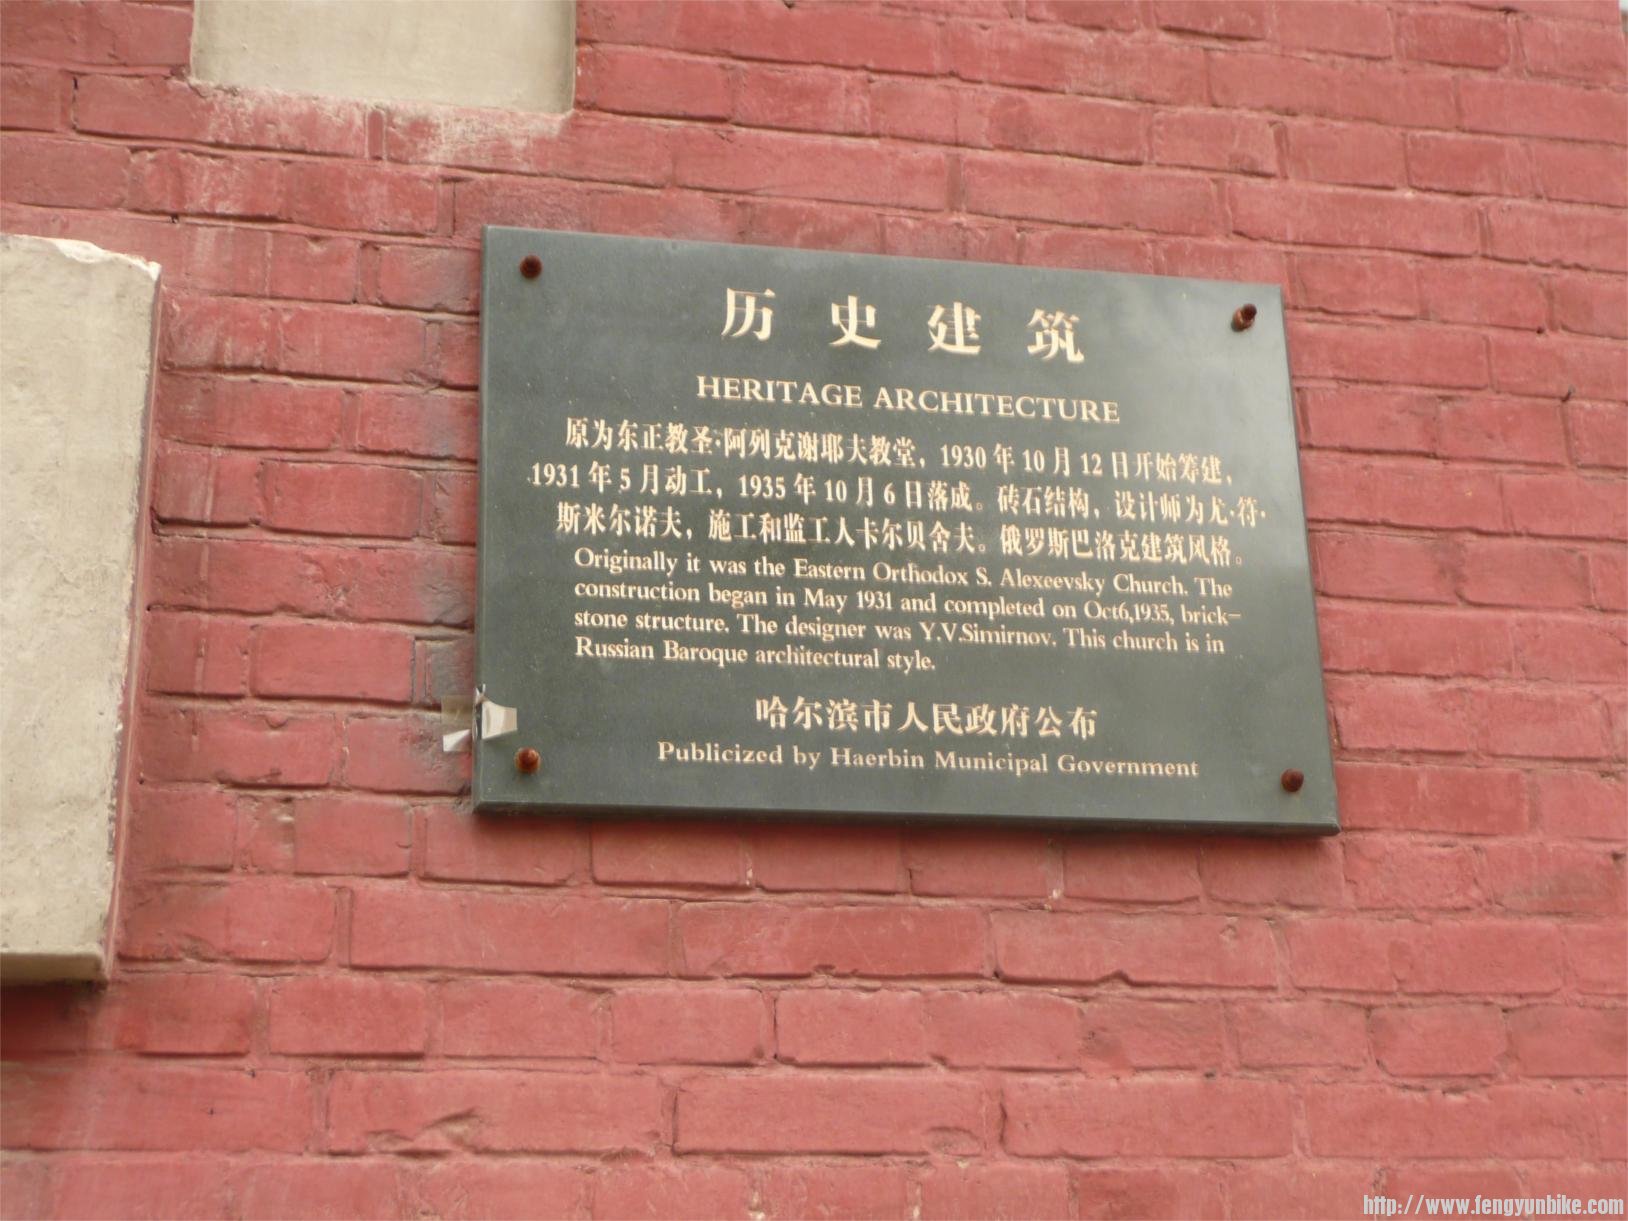 历史建筑
HERITAGE ARCHITECTURE
原为东正教圣·阿列克谢耶夫教堂，1930年10月12日开始筹建，
1931年5月动工，1935年10月6日落成。砖石结构，设计师为尤·符·
斯米尔诺夫，施工和监工人卡尔贝舍夫。俄罗斯巴洛克建筑风格。
Originally it was the Eastern Orthodox S. Alexeevsky Church. The
construction began in May 1931 and completed on Oct6,1935, brick-
stone structure. The designer was Y.V.Simirnov. This church is in
Russian Baroque architectural style.
哈尔滨市人民政府公布
Publicized by Haerbin Municipal Government
http://www.fengyunbike.com